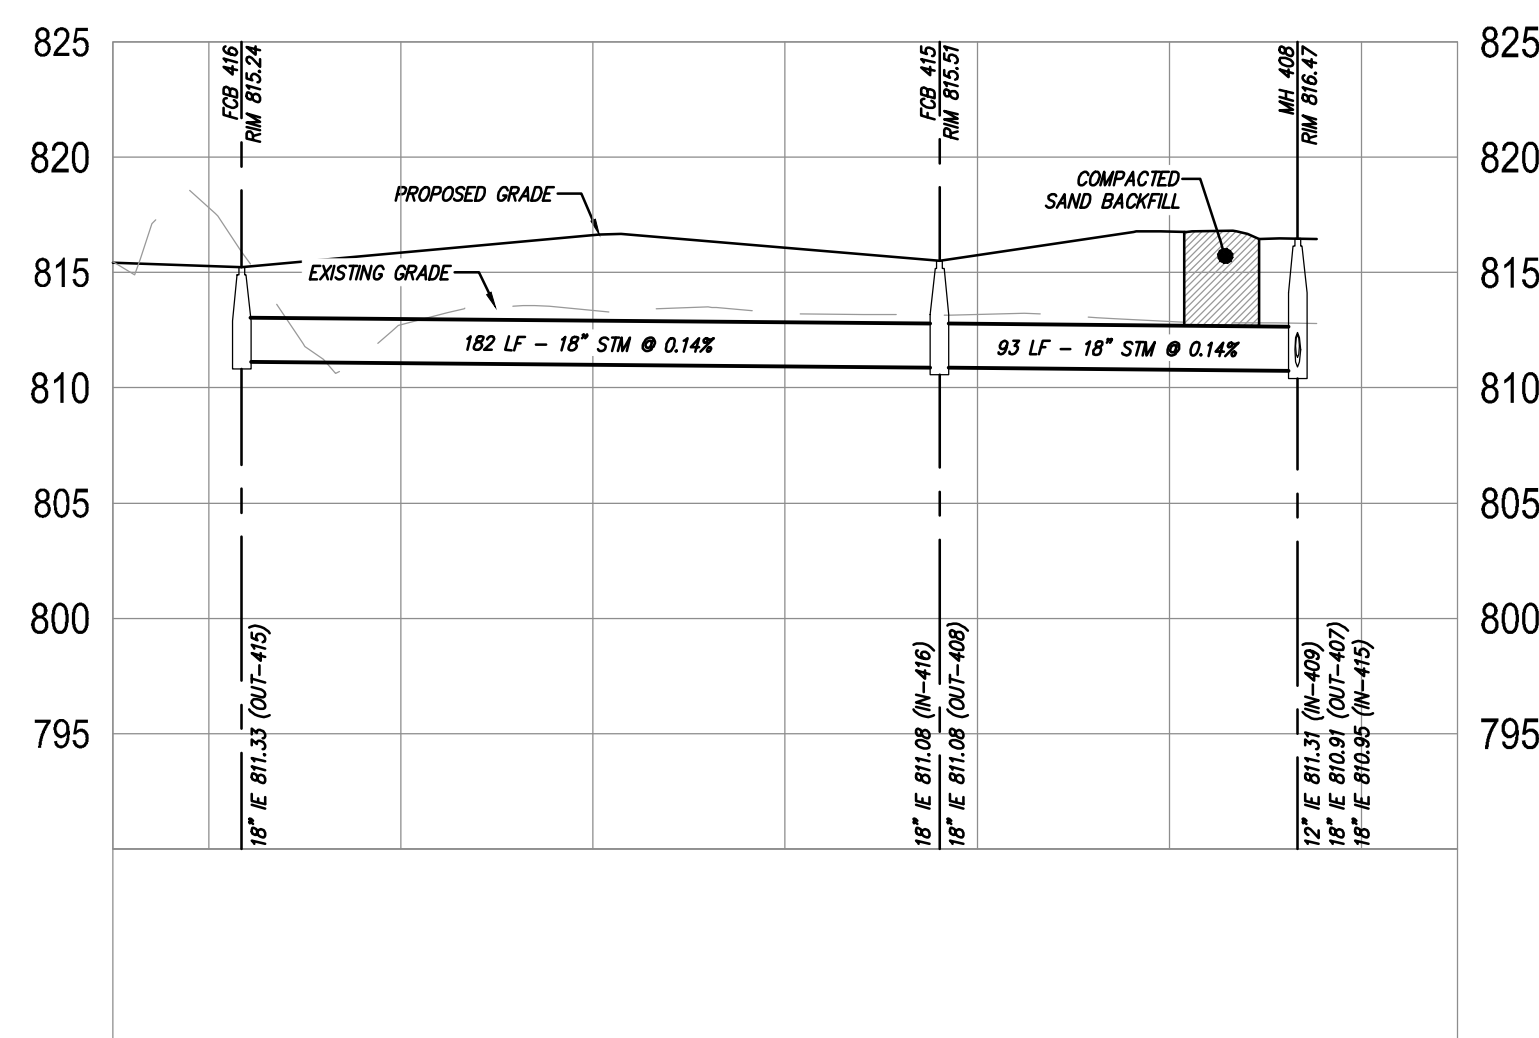 825
820
815
810
805
800
795
825
820
815
810
805
800
795
FCB 416
RIM 815.24
FCB 415
RIM 815.51
MH 408
RIM 816.47
PROPOSED GRADE
COMPACTED
SAND BACKFILL
EXISTING GRADE
182 LF - 18" STM @ 0.14%
93 LF - 18" STM @ 0.14%
18" IE 811.33 (OUT-415)
18" IE 811.08 (IN-416)
18" IE 811.08 (OUT-408)
12" IE 811.31 (IN-409)
18" IE 810.91 (OUT-407)
18" IE 810.95 (IN-415)